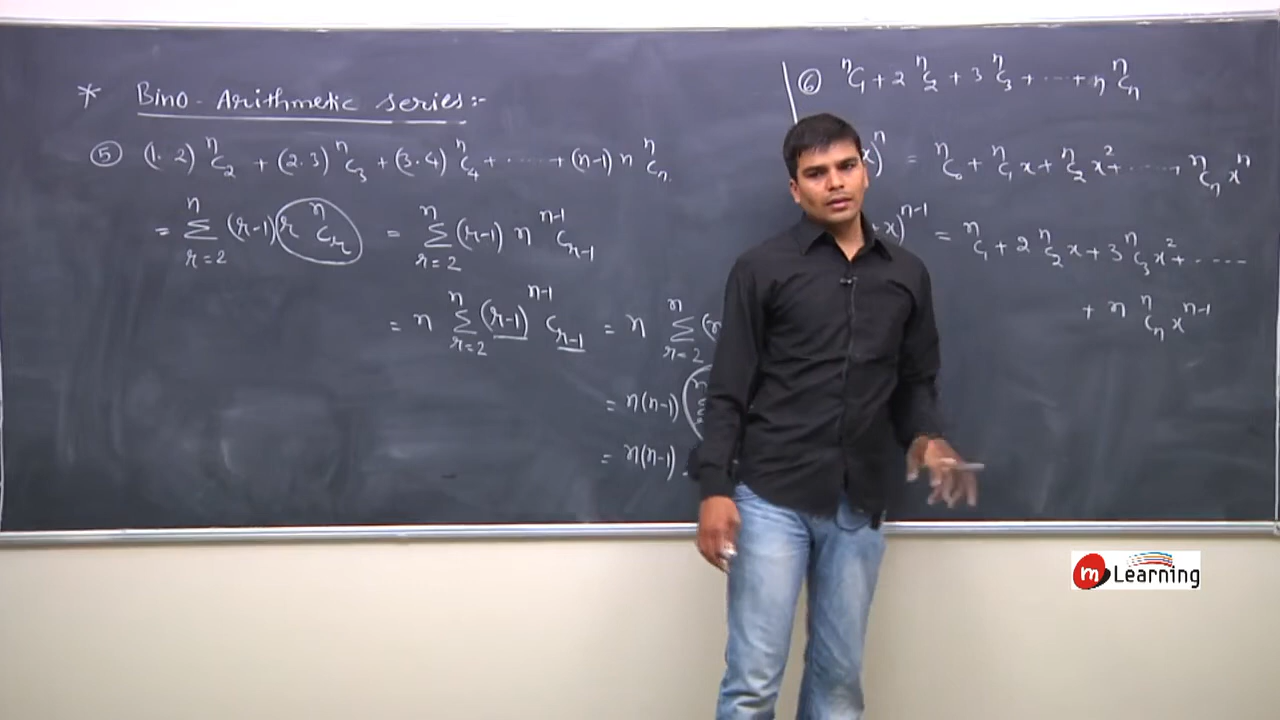 * Bino-Arithmetic series:-
⑤ (1·2) ⁿC₂ + (2·3) ⁿC₃ + (3·4) ⁿC₄ + ······ + (n-1) n ⁿCₙ
= Σ_{r=2}^{n} (r-1) r ⁿCᵣ = Σ_{r=2}^{n} (r-1) n ⁿ⁻¹Cᵣ₋₁
= n Σ_{r=2}^{n} (r-1) ⁿ⁻¹Cᵣ₋₁ = n Σ_{r=2}^{n}
= n(n-1)
= n(n-1)
⑥ ⁿC₁ + 2 ⁿC₂ + 3 ⁿC₃ + ····· + n ⁿCₙ
x)ⁿ = ⁿC₀ + ⁿC₁ x + ⁿC₂ x² + ······ + ⁿCₙ xⁿ
+ x)ⁿ⁻¹ = ⁿC₁ + 2 ⁿC₂ x + 3 ⁿC₃ x² + ·····
+ n ⁿCₙ xⁿ⁻¹
m Learning